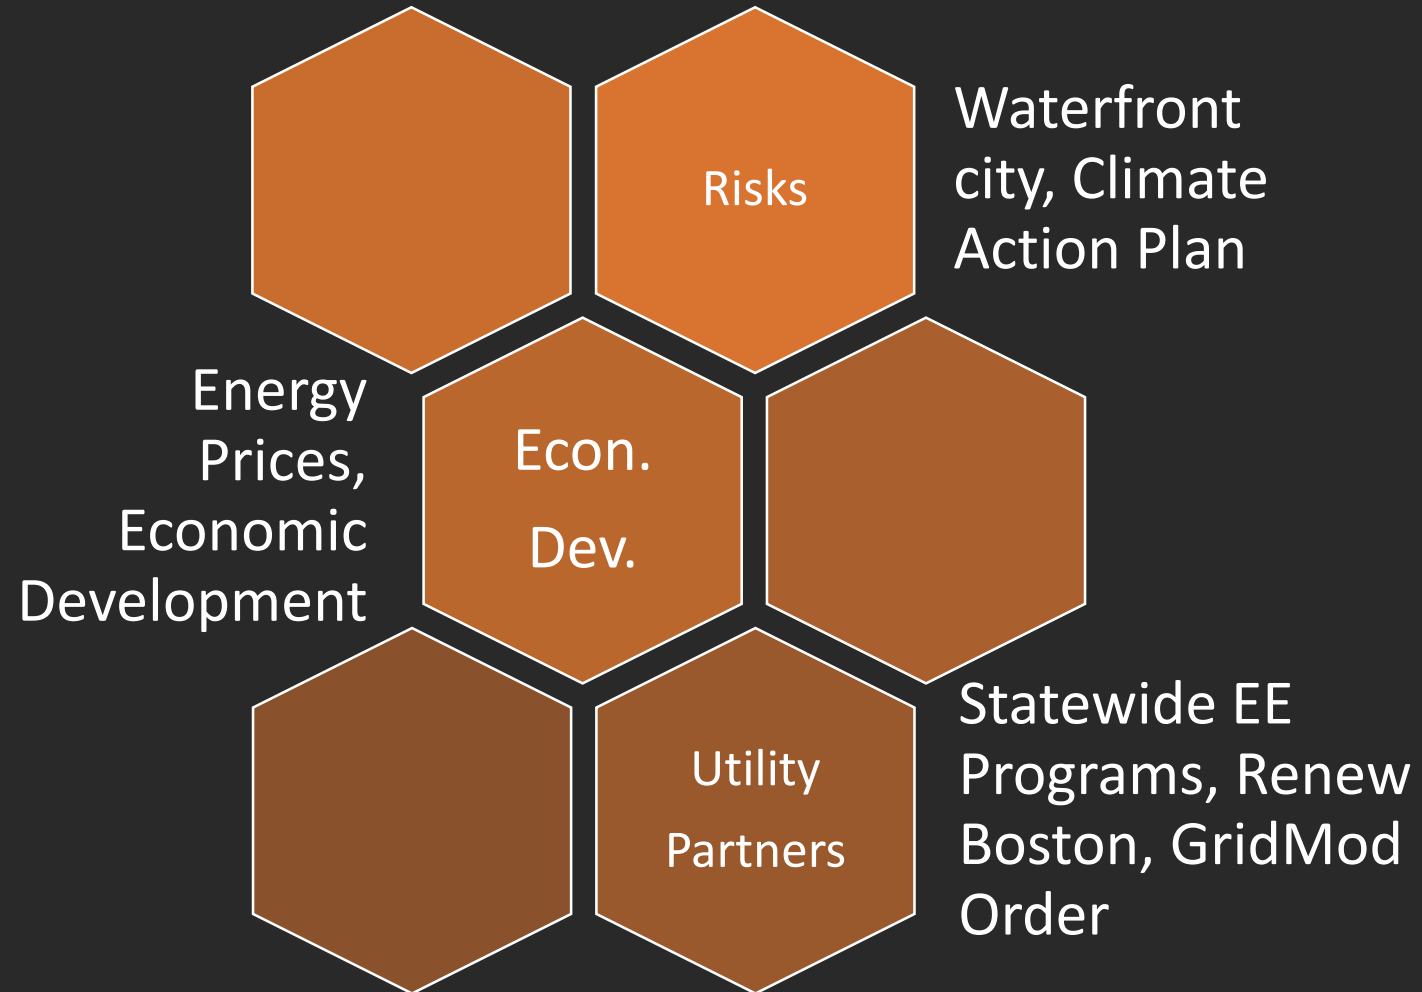 Risks
Waterfront
city, Climate
Action Plan
Energy
Prices,
Economic
Development
Econ.
Dev.
Utility
Partners
Statewide EE
Programs, Renew
Boston, GridMod
Order